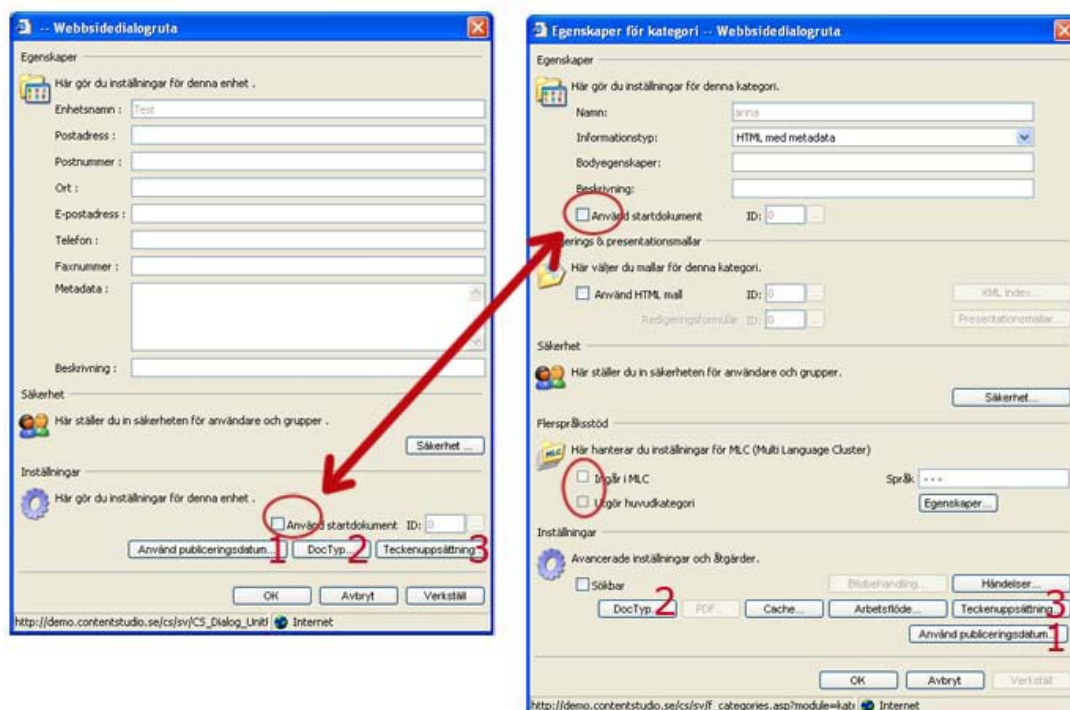 -- Webbsidedialogruta
Egenskaper
Här gör du inställningar för denna enhet .
Enhetsnamn : Test
Postadress :
Postnummer :
Ort :
E-postadress :
Telefon :
Faxnummer :
Metadata :
Beskrivning :
Säkerhet
Här ställer du in säkerheten för användare och grupper .
Säkerhet ...
Inställningar
Här gör du inställningar för denna enhet .
Använd startdokument ID: 0 ...
Använd publiceringsdatum... 1 DocTyp... 2 Teckenuppsättning... 3
OK Avbryt Verkställ
http://demo.contentstudio.se/cs/sv/CS_Dialog_Unit Internet
Egenskaper för kategori -- Webbsidedialogruta
Egenskaper
Här gör du inställningar för denna kategori.
Namn: anna
Informationstyp: HTML med metadata
Bodyegenskaper:
Beskrivning:
Använd startdokument ID: 0 ...
erings & presentationsmallar
Här väljer du mallar för denna kategori.
Använd HTML mall ID: 0 ... XML index...
Redigeringsformulär ID: 0 ... Presentationsmallar...
Säkerhet
Här ställer du in säkerheten för användare och grupper.
Säkerhet...
Flerspråksstöd
MLC Här hanterar du inställningar för MLC (Multi Language Cluster)
Ingår i MLC Språk ---
Utgör huvudkategori Egenskaper...
Inställningar
Avancerade inställningar och åtgärder.
Sökbar Bildbehandling... Händelser...
DocTyp... 2 PDF... Cache... Arbetsflöde... Teckenuppsättning... 3
Använd publiceringsdatum... 1
OK Avbryt Verkställ
http://demo.contentstudio.se/cs/sv/f_categories.asp?module=kate Internet